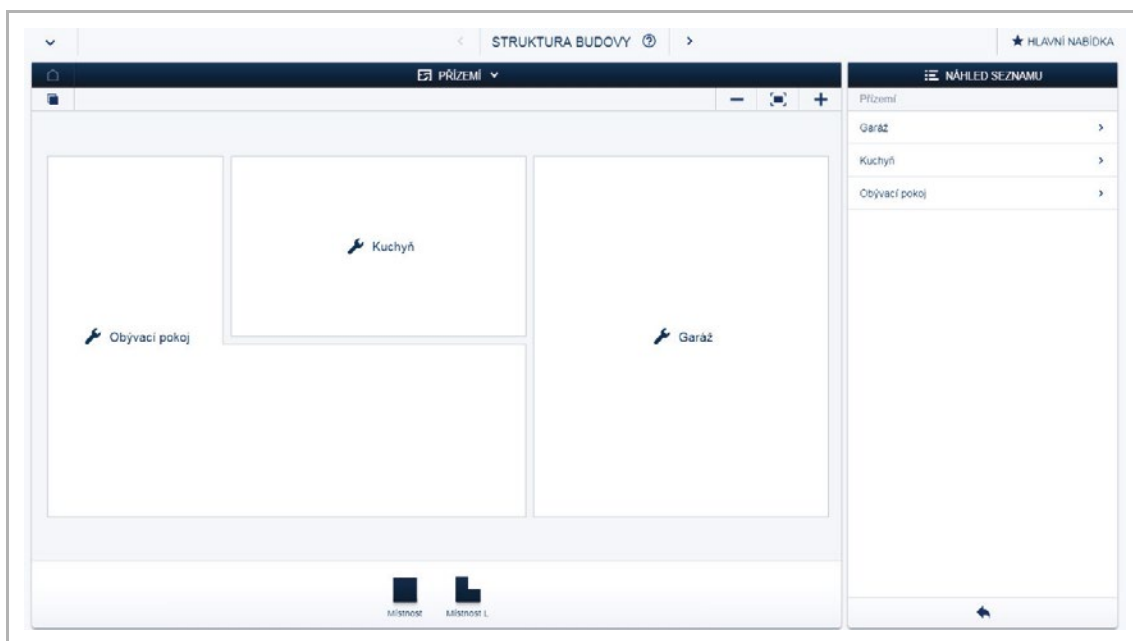 STRUKTURA BUDOVY
HLAVNÍ NABÍDKA
PŘÍZEMÍ
NÁHLED SEZNAMU
Přízemí
Garáž
Kuchyň
Obývací pokoj
Kuchyň
Obývací pokoj
Garáž
Místnost
Místnost L